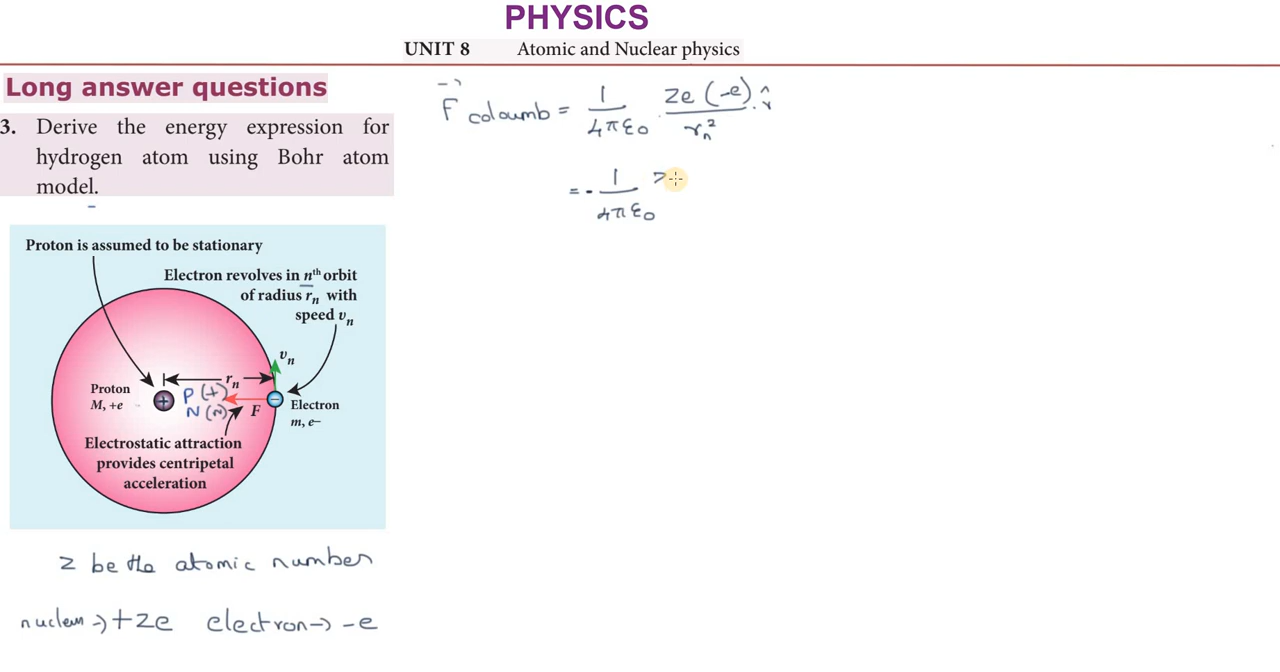 PHYSICS
UNIT 8 Atomic and Nuclear physics
Long answer questions
3. Derive the energy expression for
hydrogen atom using Bohr atom
model.
Proton is assumed to be stationary
Electron revolves in nth orbit
of radius rₙ with
speed vₙ
vₙ
rₙ
Proton
M, +e
P (+)
N (~)
F
Electron
m, e-
Electrostatic attraction
provides centripetal
acceleration
z be the atomic number
nucleus → +ze electron → -e
F⃗ coloumb = 1/4πε₀ · ze (-e)/rₙ² · r̂
= - 1/4πε₀